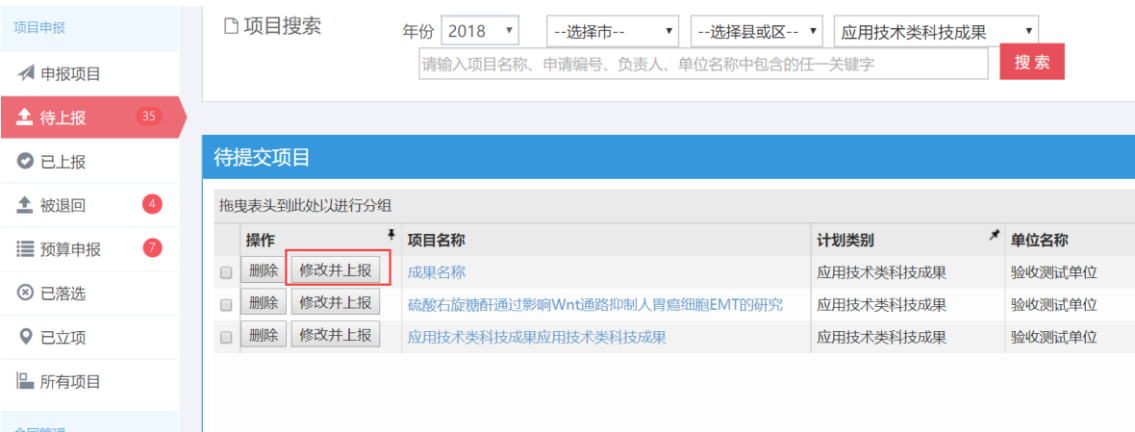 项目申报
申报项目
待上报 35
已上报
被退回 4
预算申报 7
已落选
已立项
所有项目
合同管理
项目搜索
年份 2018 --选择市-- --选择县或区-- 应用技术类科技成果
请输入项目名称、申请编号、负责人、单位名称中包含的任一关键字 搜 索
待提交项目
拖曳表头到此处以进行分组
操作 项目名称 计划类别 单位名称
删除 修改并上报 成果名称 应用技术类科技成果 验收测试单位
删除 修改并上报 硫酸右旋糖酐通过影响Wnt通路抑制人胃癌细胞EMT的研究 应用技术类科技成果 验收测试单位
删除 修改并上报 应用技术类科技成果应用技术类科技成果 应用技术类科技成果 验收测试单位